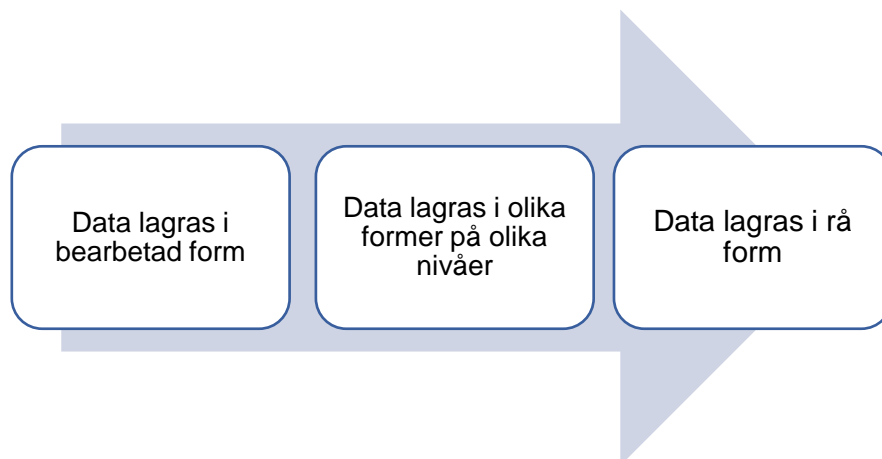 Data lagras i
bearbetad form
Data lagras i olika
former på olika
nivåer
Data lagras i rå
form